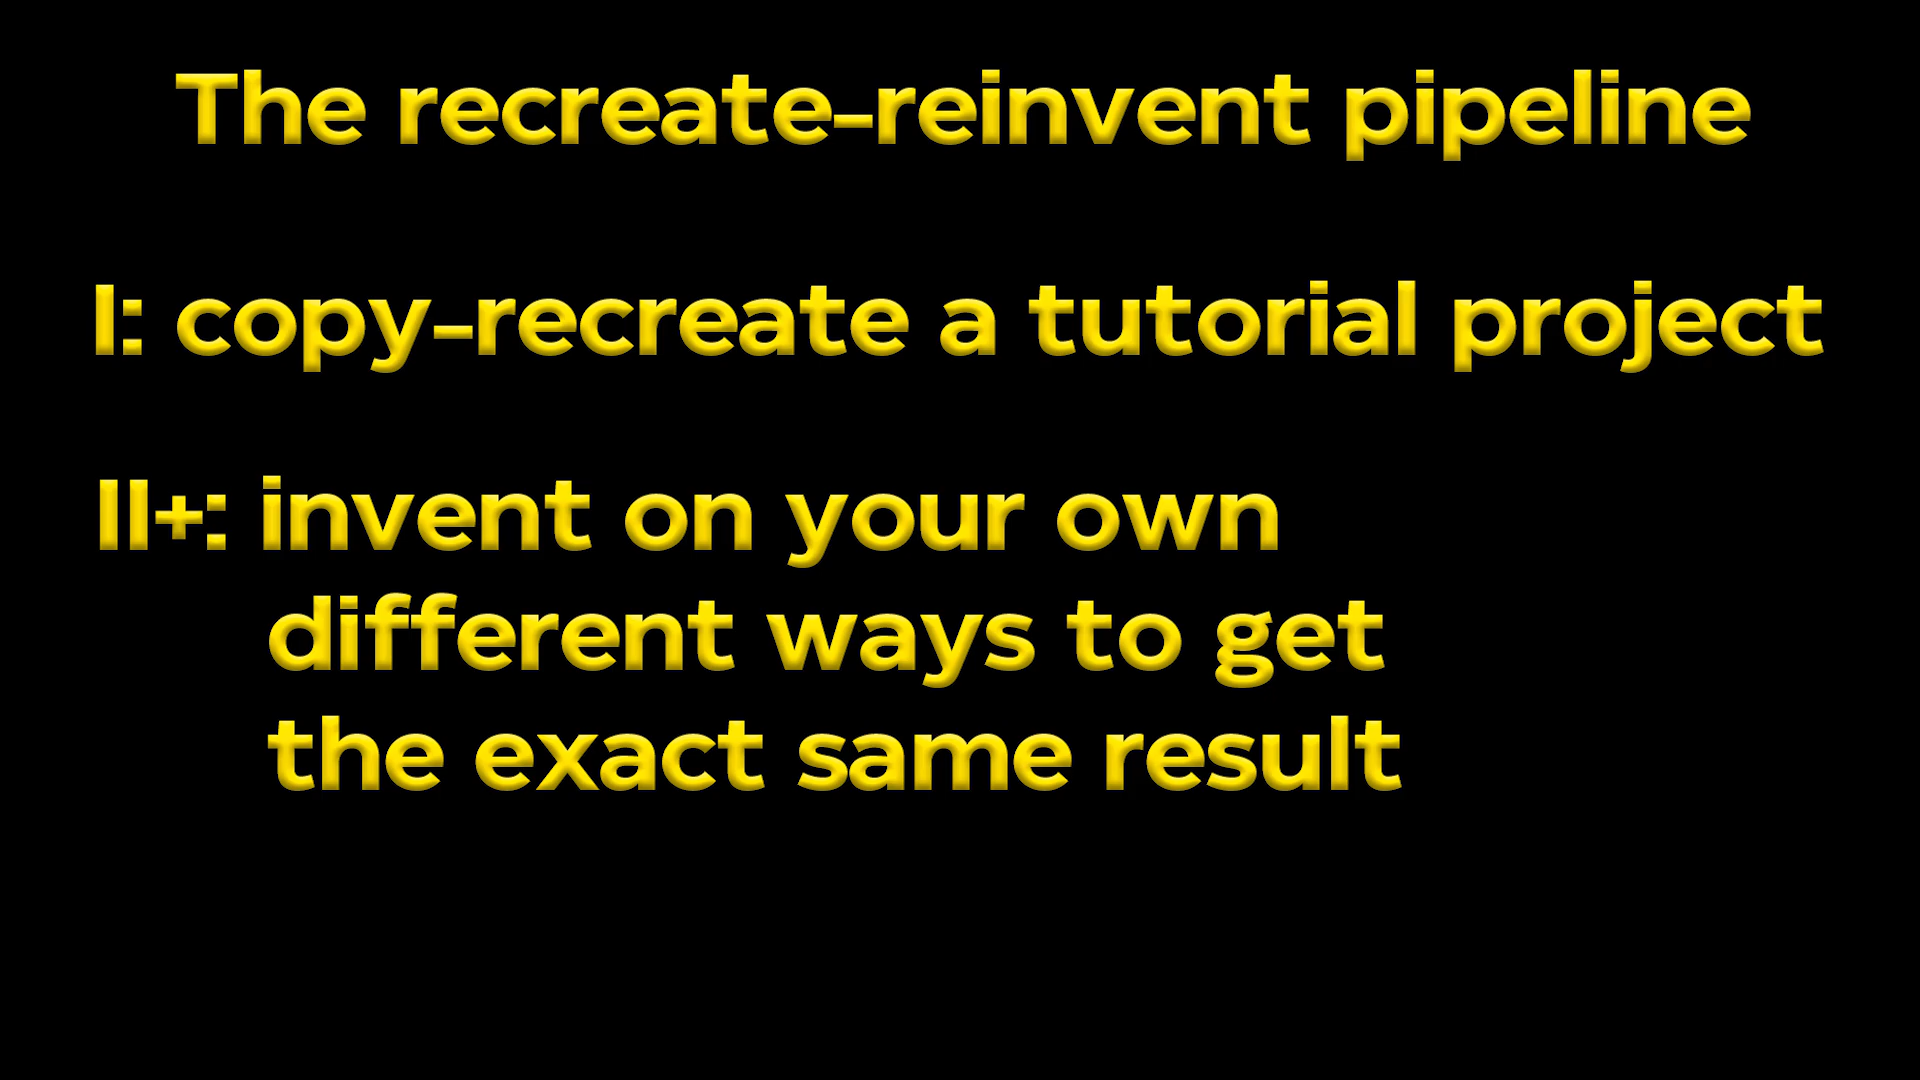 The recreate-reinvent pipeline
I: copy-recreate a tutorial project
II+: invent on your own
different ways to get
the exact same result